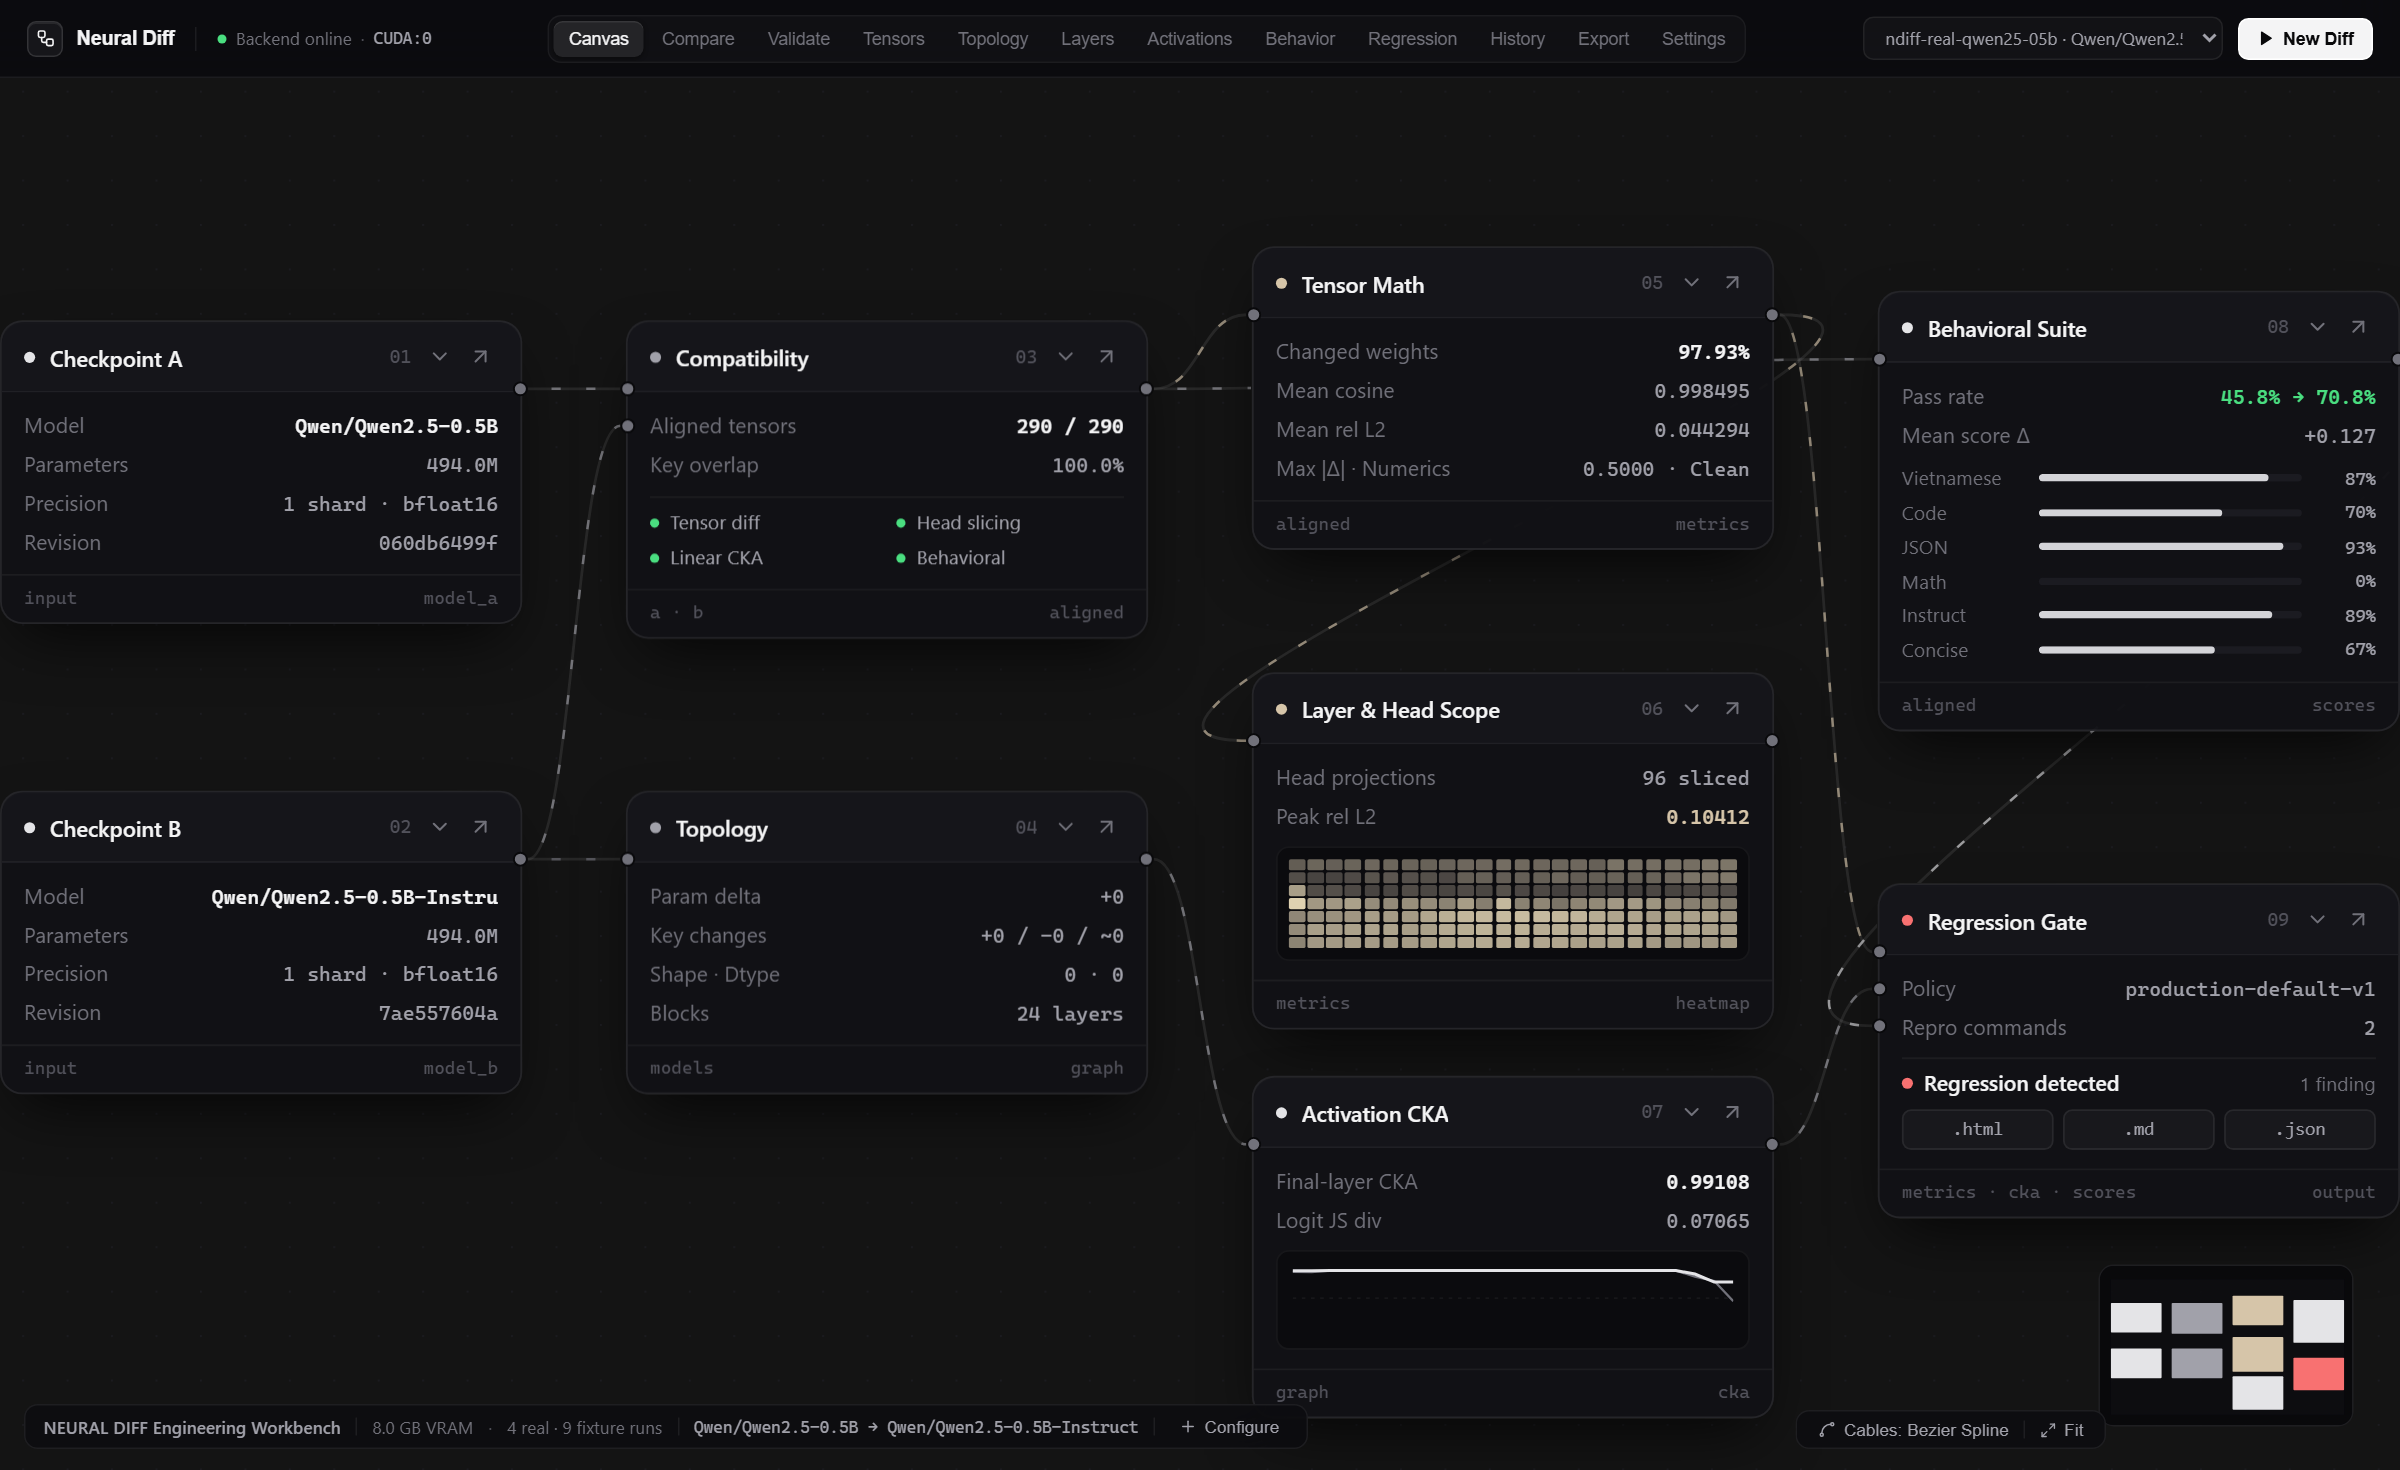 Neural Diff
Backend online · CUDA:0
Canvas
Compare
Validate
Tensors
Topology
Layers
Activations
Behavior
Regression
History
Export
Settings
ndiff-real-qwen25-05b · Qwen/Qwen2.!
New Diff
Checkpoint A
01
Model Qwen/Qwen2.5-0.5B
Parameters 494.0M
Precision 1 shard · bfloat16
Revision 060db6499f
input model_a
Checkpoint B
02
Model Qwen/Qwen2.5-0.5B-Instru
Parameters 494.0M
Precision 1 shard · bfloat16
Revision 7ae557604a
input model_b
Compatibility
03
Aligned tensors 290 / 290
Key overlap 100.0%
Tensor diff Head slicing
Linear CKA Behavioral
a · b aligned
Topology
04
Param delta +0
Key changes +0 / −0 / ~0
Shape · Dtype 0 · 0
Blocks 24 layers
models graph
Tensor Math
05
Changed weights 97.93%
Mean cosine 0.998495
Mean rel L2 0.044294
Max |Δ| · Numerics 0.5000 · Clean
aligned metrics
Layer & Head Scope
06
Head projections 96 sliced
Peak rel L2 0.10412
metrics heatmap
Activation CKA
07
Final-layer CKA 0.99108
Logit JS div 0.07065
graph cka
Behavioral Suite
08
Pass rate 45.8% → 70.8%
Mean score Δ +0.127
Vietnamese 87%
Code 70%
JSON 93%
Math 0%
Instruct 89%
Concise 67%
aligned scores
Regression Gate
09
Policy production-default-v1
Repro commands 2
Regression detected 1 finding
.html .md .json
metrics · cka · scores output
NEURAL DIFF Engineering Workbench
8.0 GB VRAM · 4 real · 9 fixture runs
Qwen/Qwen2.5-0.5B → Qwen/Qwen2.5-0.5B-Instruct
+ Configure
Cables: Bezier Spline
Fit